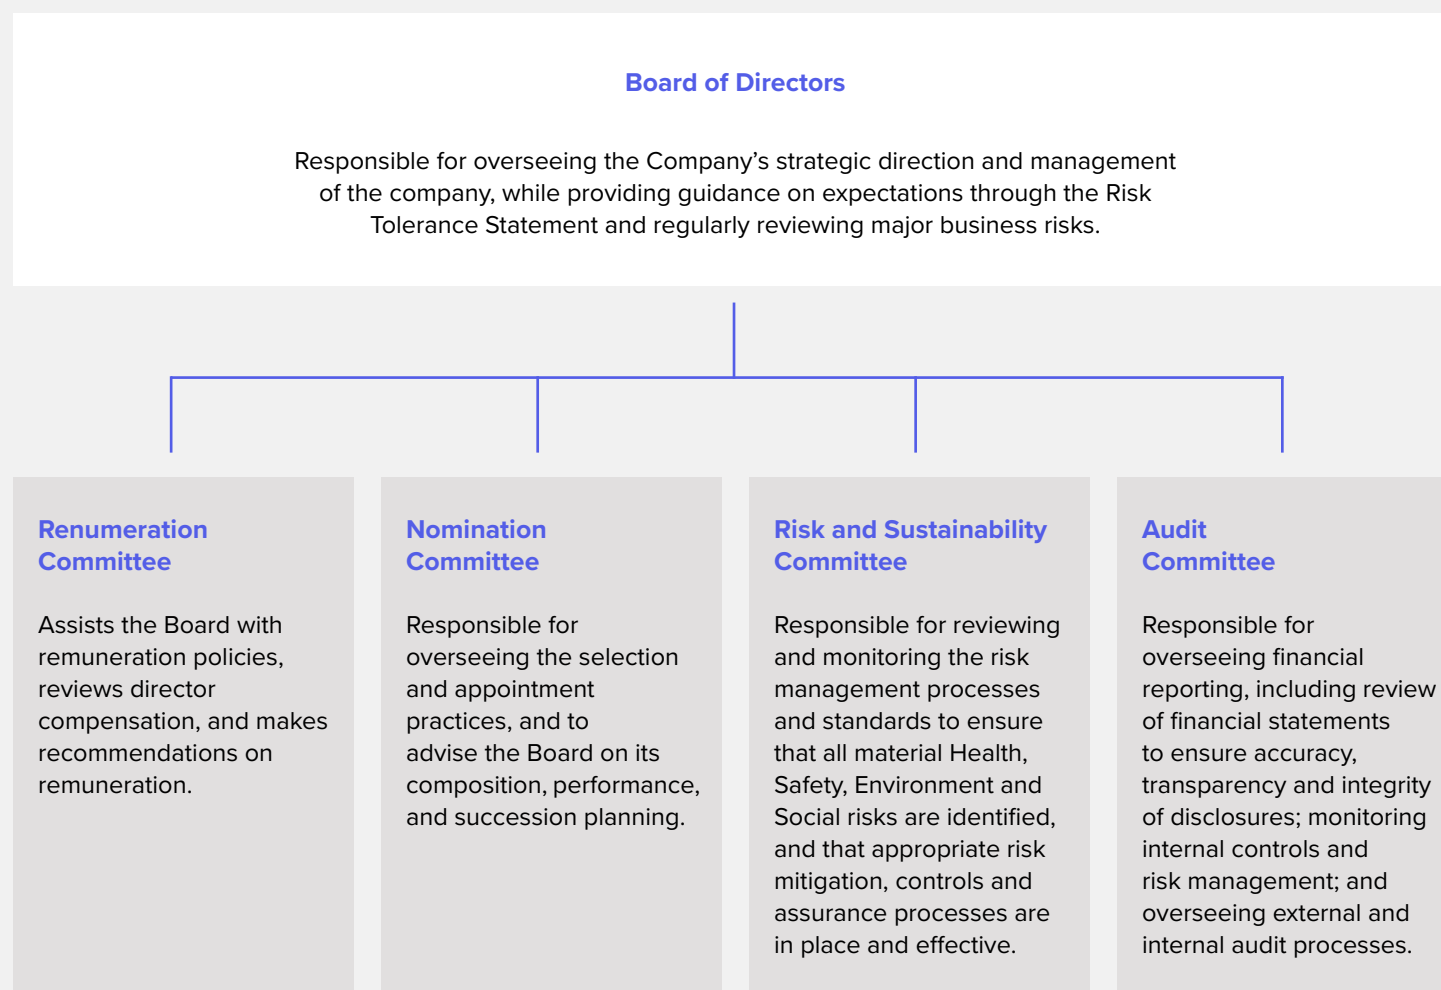 Board of Directors
Responsible for overseeing the Company’s strategic direction and management
of the company, while providing guidance on expectations through the Risk
Tolerance Statement and regularly reviewing major business risks.
Renumeration
Committee
Assists the Board with
remuneration policies,
reviews director
compensation, and makes
recommendations on
remuneration.
Nomination
Committee
Responsible for
overseeing the selection
and appointment
practices, and to
advise the Board on its
composition, performance,
and succession planning.
Risk and Sustainability
Committee
Responsible for reviewing
and monitoring the risk
management processes
and standards to ensure
that all material Health,
Safety, Environment and
Social risks are identified,
and that appropriate risk
mitigation, controls and
assurance processes are
in place and effective.
Audit
Committee
Responsible for
overseeing financial
reporting, including review
of financial statements
to ensure accuracy,
transparency and integrity
of disclosures; monitoring
internal controls and
risk management; and
overseeing external and
internal audit processes.